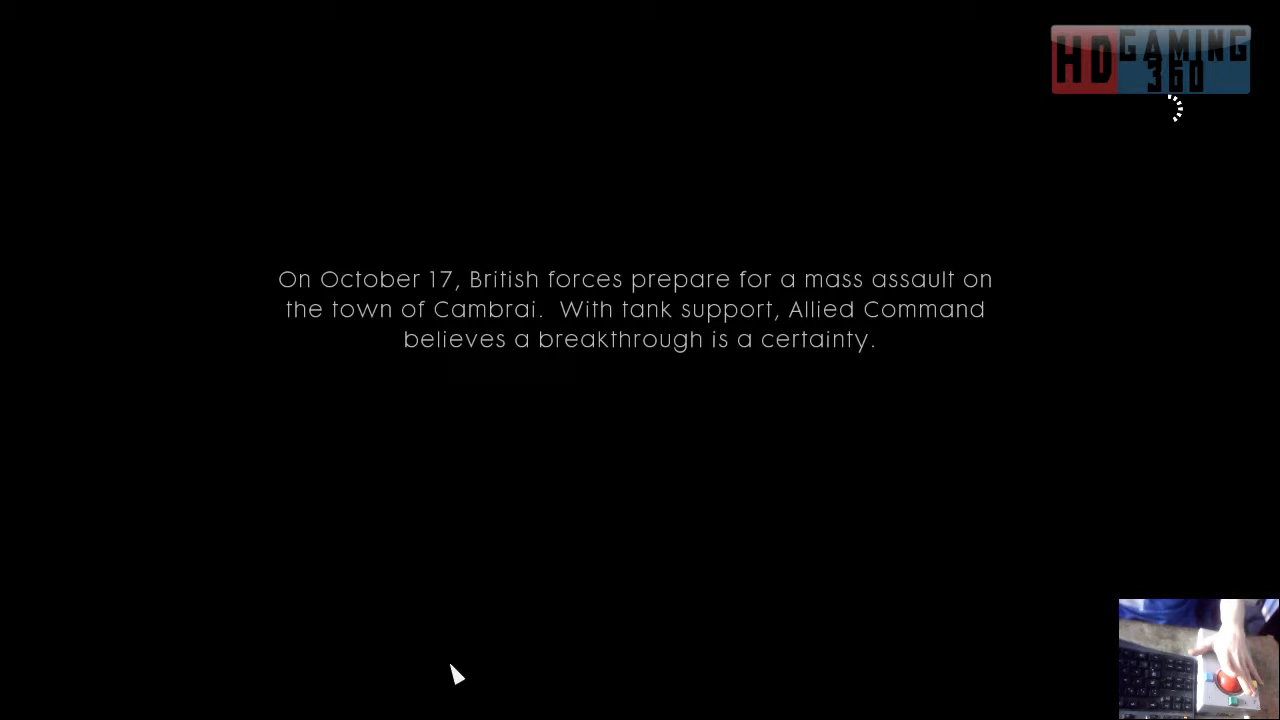 HD GAMING
360
On October 17, British forces prepare for a mass assault on
the town of Cambrai.  With tank support, Allied Command
believes a breakthrough is a certainty.